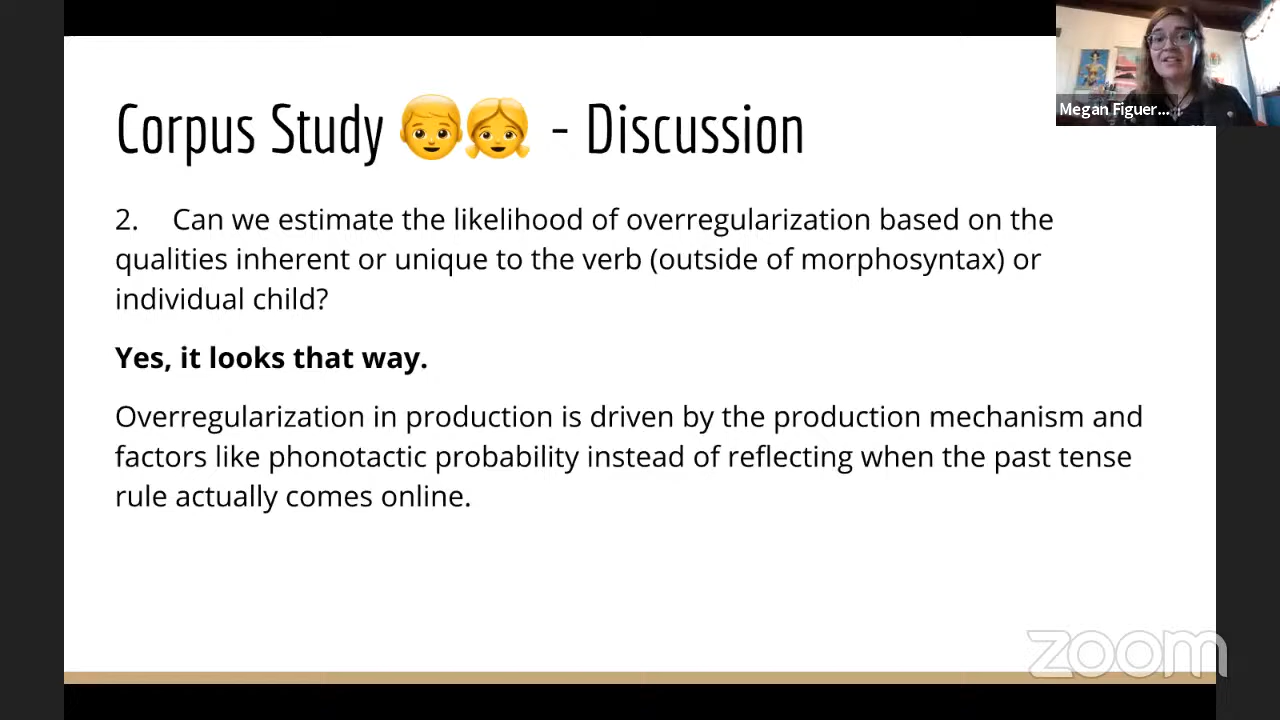 Megan Figuer...
Corpus Study 👦👧 - Discussion
2. Can we estimate the likelihood of overregularization based on the
qualities inherent or unique to the verb (outside of morphosyntax) or
individual child?
Yes, it looks that way.
Overregularization in production is driven by the production mechanism and
factors like phonotactic probability instead of reflecting when the past tense
rule actually comes online.
zoom